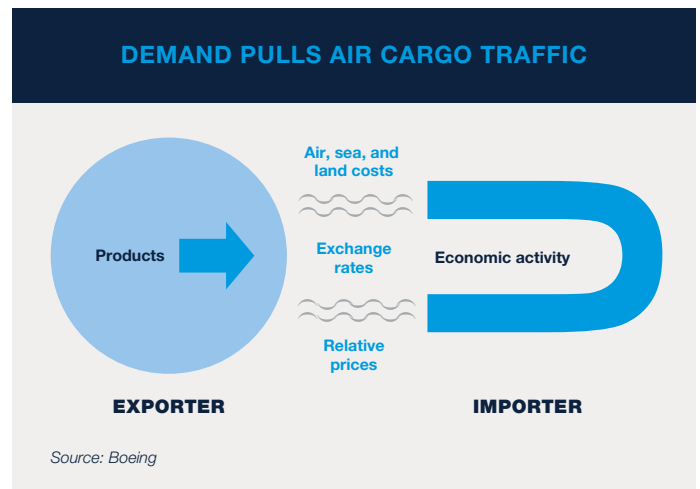 DEMAND PULLS AIR CARGO TRAFFIC
Air, sea, and
land costs
Products
Exchange
rates
Economic activity
Relative
prices
EXPORTER
IMPORTER
Source: Boeing